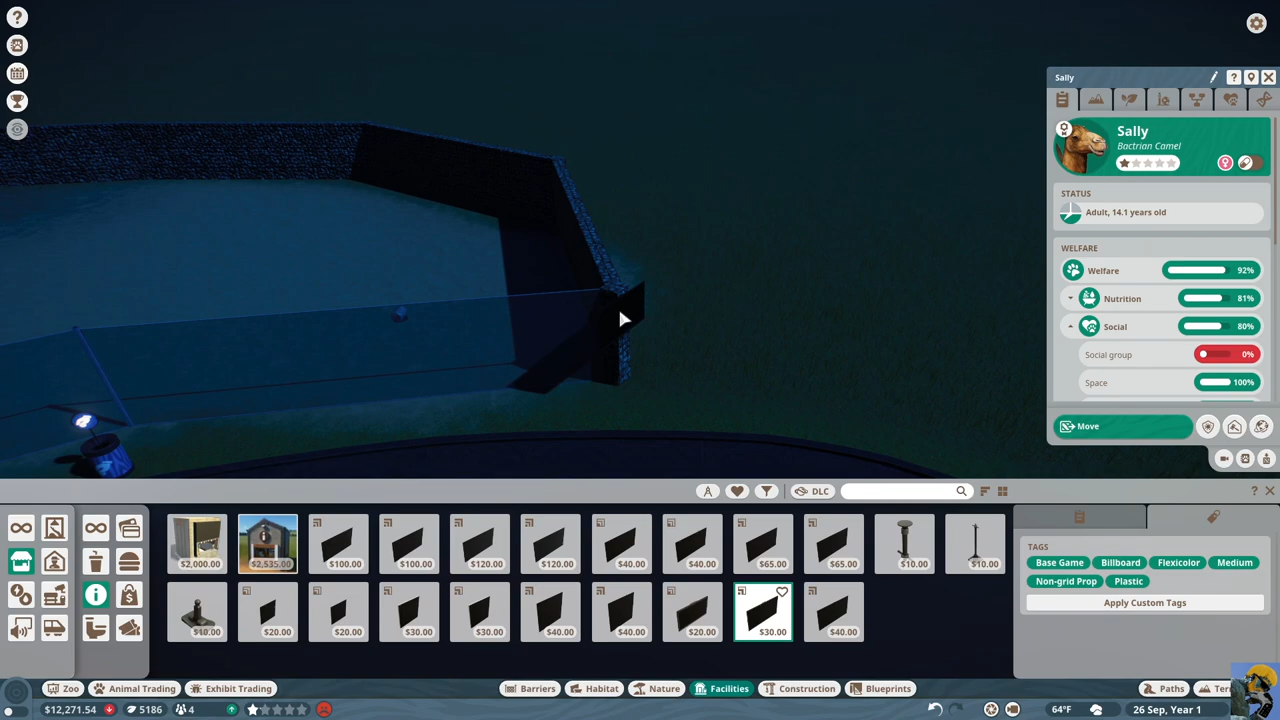 Sally
Sally
Bactrian Camel
STATUS
Adult, 14.1 years old
WELFARE
Welfare 92%
Nutrition 81%
Social 80%
Social group 0%
Space 100%
Move
DLC
$2,000.00 $2,535.00 $100.00 $100.00 $120.00 $120.00 $40.00 $40.00 $65.00 $65.00 $10.00 $10.00
$10.00 $20.00 $20.00 $30.00 $30.00 $40.00 $40.00 $20.00 $30.00 $40.00
TAGS
Base Game Billboard Flexicolor Medium
Non-grid Prop Plastic
Apply Custom Tags
Zoo Animal Trading Exhibit Trading Barriers Habitat Nature Facilities Construction Blueprints Paths Terr
$12,271.54 5186 4 64°F 26 Sep, Year 1